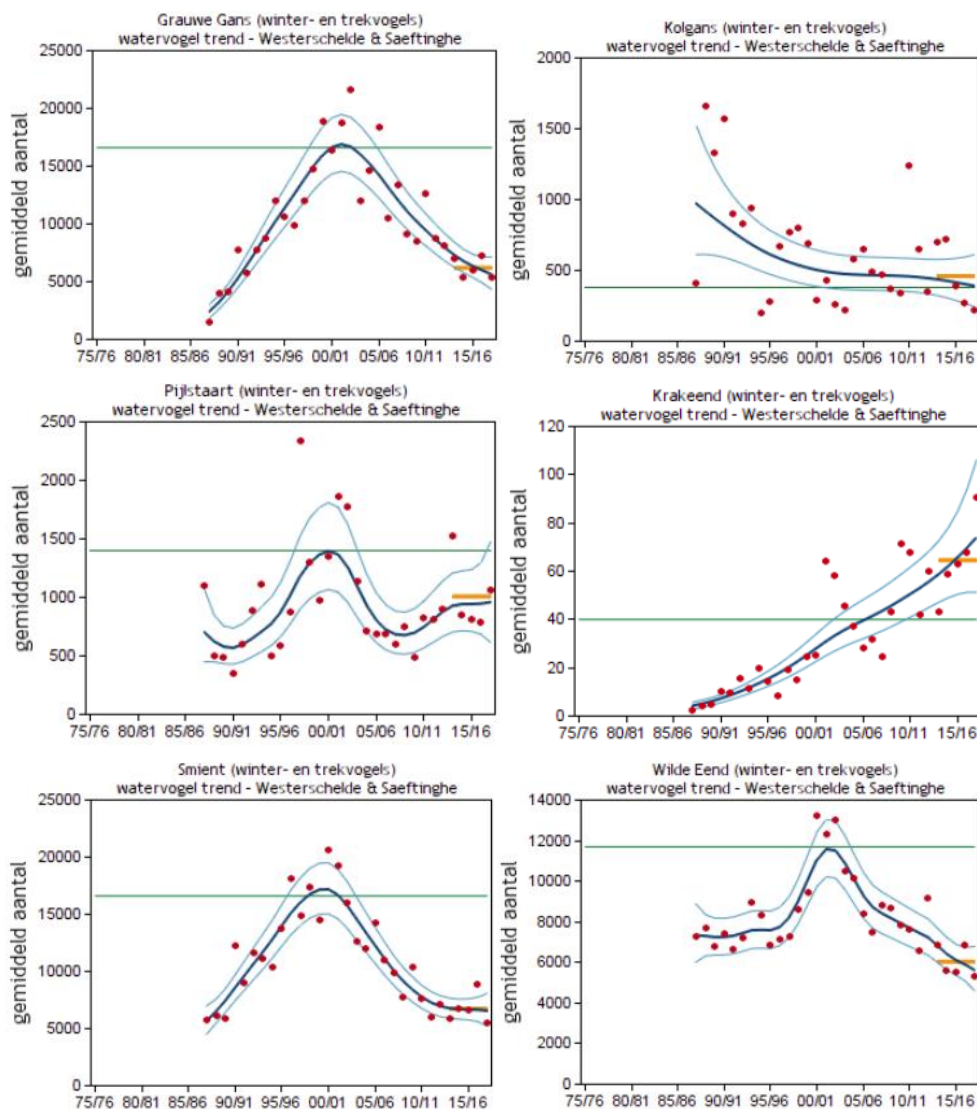 Grauwe Gans (winter- en trekvogels)
watervogel trend - Westerschelde & Saeftinghe
gemiddeld aantal
25000
20000
15000
10000
5000
0
75/76 80/81 85/86 90/91 95/96 00/01 05/06 10/11 15/16
Kolgans (winter- en trekvogels)
watervogel trend - Westerschelde & Saeftinghe
gemiddeld aantal
2000
1500
1000
500
0
75/76 80/81 85/86 90/91 95/96 00/01 05/06 10/11 15/16
Pijlstaart (winter- en trekvogels)
watervogel trend - Westerschelde & Saeftinghe
gemiddeld aantal
2500
2000
1500
1000
500
0
75/76 80/81 85/86 90/91 95/96 00/01 05/06 10/11 15/16
Krakeend (winter- en trekvogels)
watervogel trend - Westerschelde & Saeftinghe
gemiddeld aantal
120
100
80
60
40
20
0
75/76 80/81 85/86 90/91 95/96 00/01 05/06 10/11 15/16
Smient (winter- en trekvogels)
watervogel trend - Westerschelde & Saeftinghe
gemiddeld aantal
25000
20000
15000
10000
5000
0
75/76 80/81 85/86 90/91 95/96 00/01 05/06 10/11 15/16
Wilde Eend (winter- en trekvogels)
watervogel trend - Westerschelde & Saeftinghe
gemiddeld aantal
14000
12000
10000
8000
6000
4000
2000
0
75/76 80/81 85/86 90/91 95/96 00/01 05/06 10/11 15/16